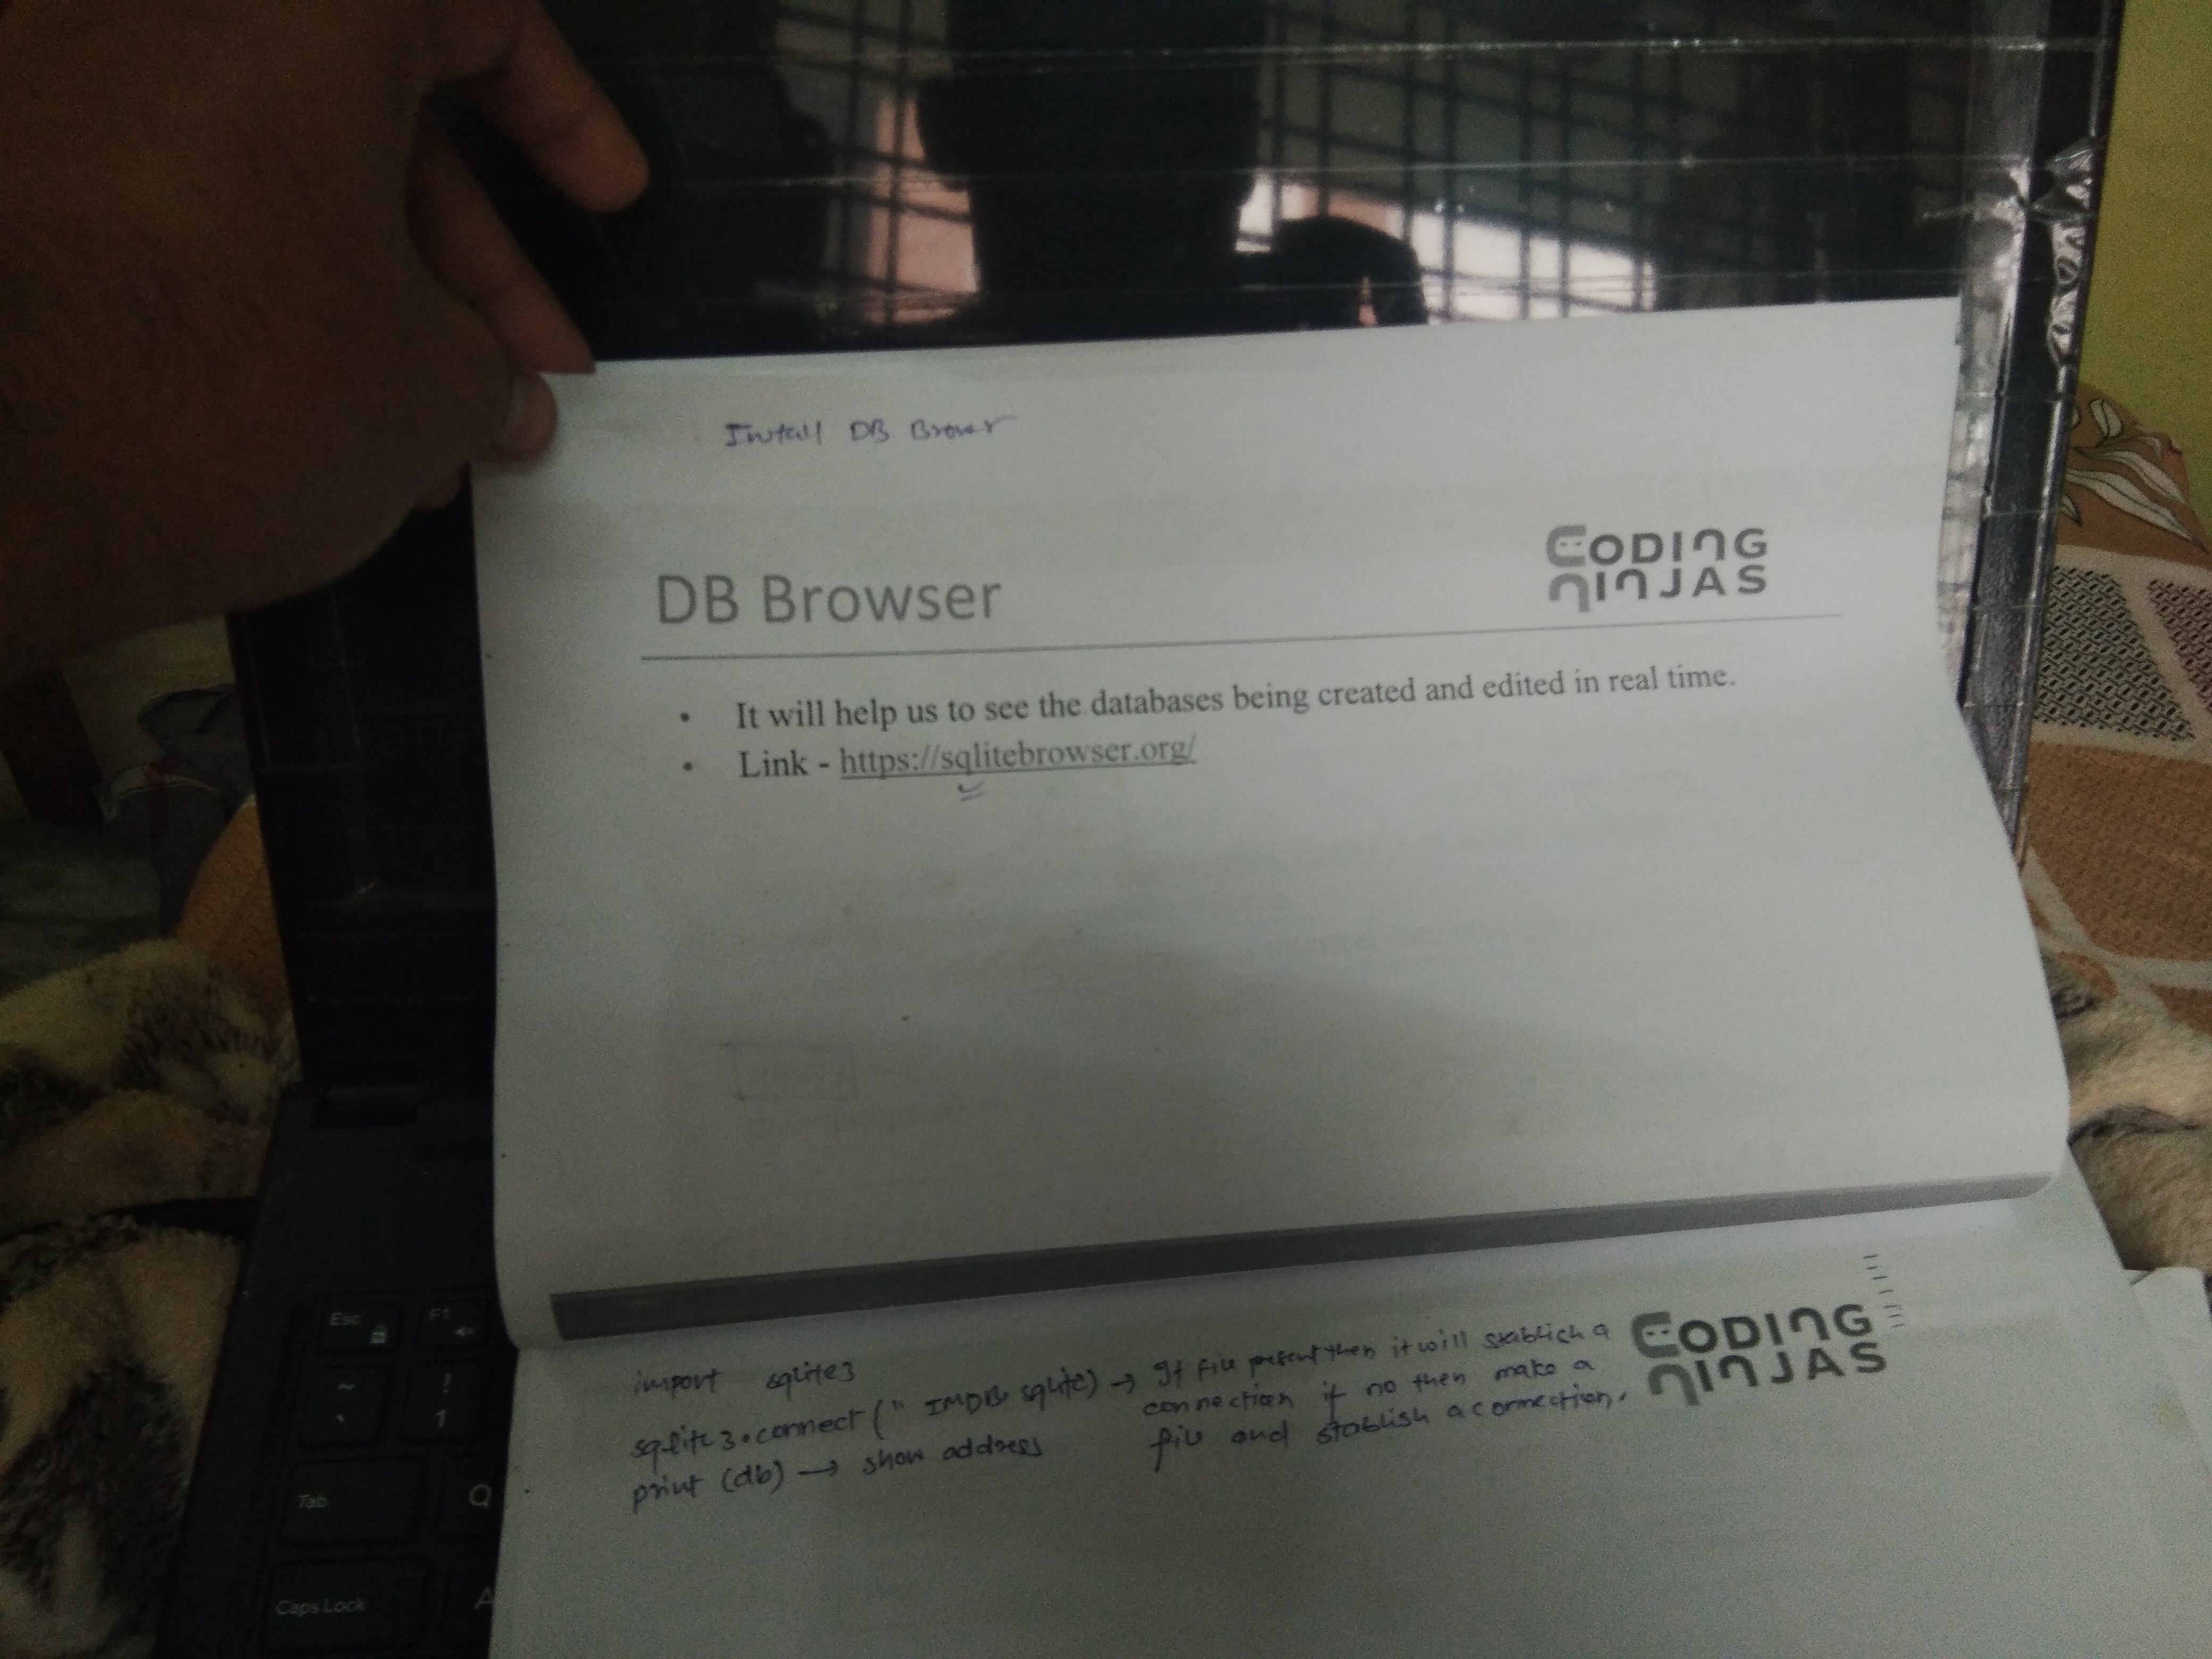 Install DB Browser
CODING
NINJAS
DB Browser
• It will help us to see the databases being created and edited in real time.
• Link - https://sqlitebrowser.org/
CODING
NINJAS
import sqlite3
sqlite3.connect (" IMDB. sqlite) → If file present then it will stablish a
connection if no then make a
file and stablish a connection.
print (db) → show address
Esc F1
~ !
` 1
Tab Q
Caps Lock A